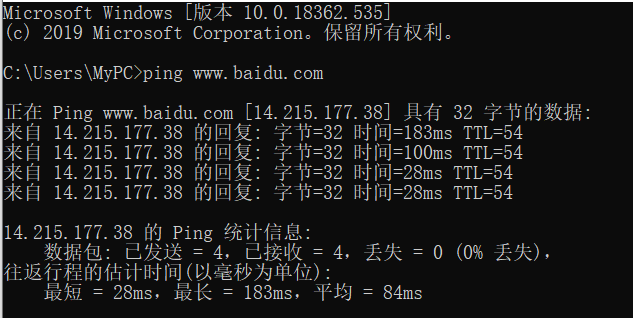 Microsoft Windows [版本 10.0.18362.535]
(c) 2019 Microsoft Corporation。保留所有权利。
C:\Users\MyPC>ping www.baidu.com
正在 Ping www.baidu.com [14.215.177.38] 具有 32 字节的数据:
来自 14.215.177.38 的回复: 字节=32 时间=183ms TTL=54
来自 14.215.177.38 的回复: 字节=32 时间=100ms TTL=54
来自 14.215.177.38 的回复: 字节=32 时间=28ms TTL=54
来自 14.215.177.38 的回复: 字节=32 时间=28ms TTL=54
14.215.177.38 的 Ping 统计信息:
数据包: 已发送 = 4，已接收 = 4，丢失 = 0 (0% 丢失)，
往返行程的估计时间(以毫秒为单位):
最短 = 28ms，最长 = 183ms，平均 = 84ms